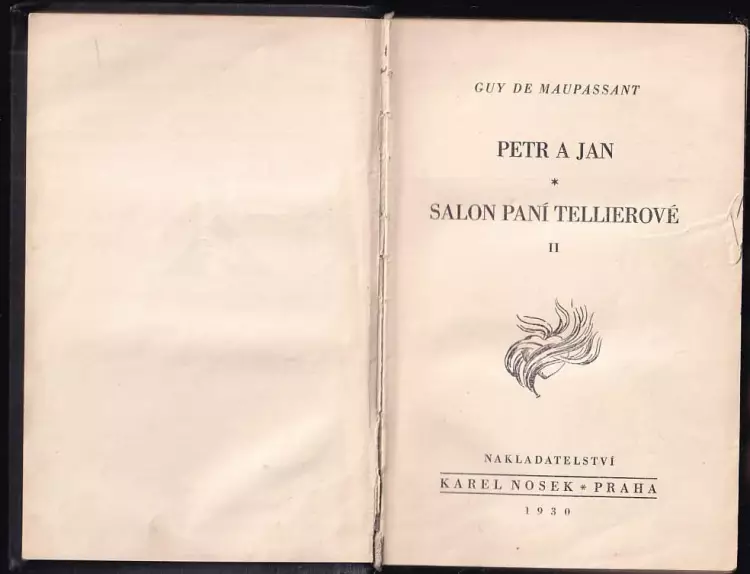 GUY DE MAUPASSANT
PETR A JAN
*
SALON PANÍ TELLIEROVÉ
II
NAKLADATELSTVÍ
KAREL NOSEK * PRAHA
1930